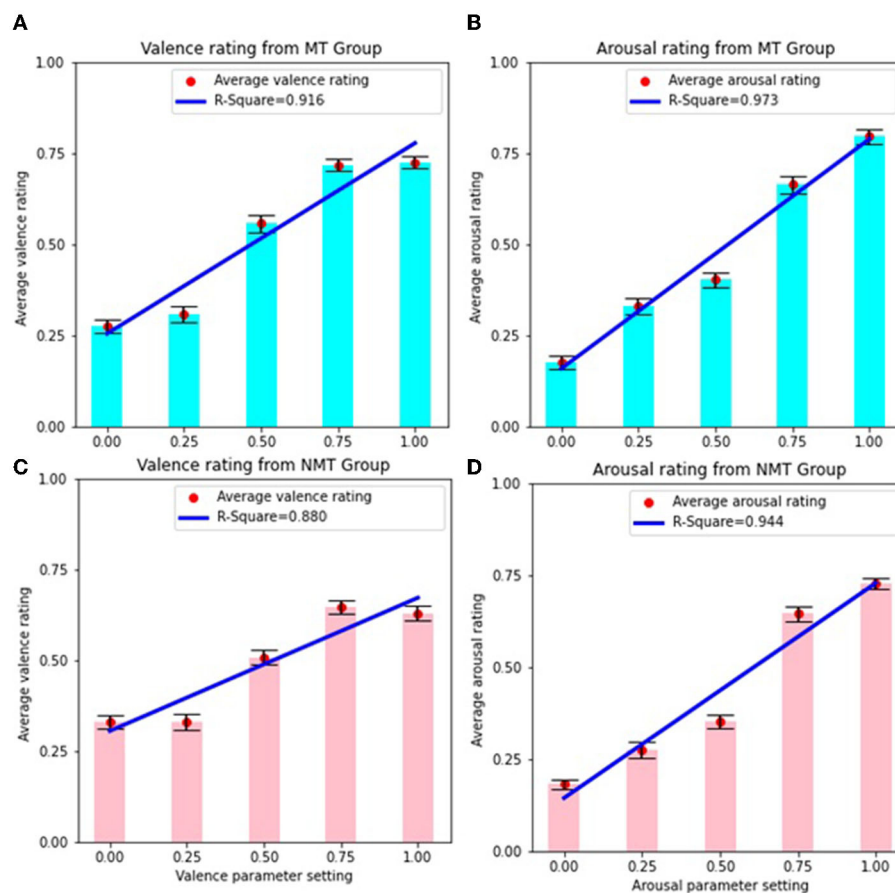 A
Valence rating from MT Group
Average valence rating
R-Square=0.916
1.00
0.75
0.50
0.25
0.00
Average valence rating
0.00 0.25 0.50 0.75 1.00
B
Arousal rating from MT Group
Average arousal rating
R-Square=0.973
1.00
0.75
0.50
0.25
0.00
Average arousal rating
0.00 0.25 0.50 0.75 1.00
C
Valence rating from NMT Group
Average valence rating
R-Square=0.880
1.00
0.75
0.50
0.25
0.00
Average valence rating
0.00 0.25 0.50 0.75 1.00
Valence parameter setting
D
Arousal rating from NMT Group
Average arousal rating
R-Square=0.944
1.00
0.75
0.50
0.25
0.00
Average arousal rating
0.00 0.25 0.50 0.75 1.00
Arousal parameter setting